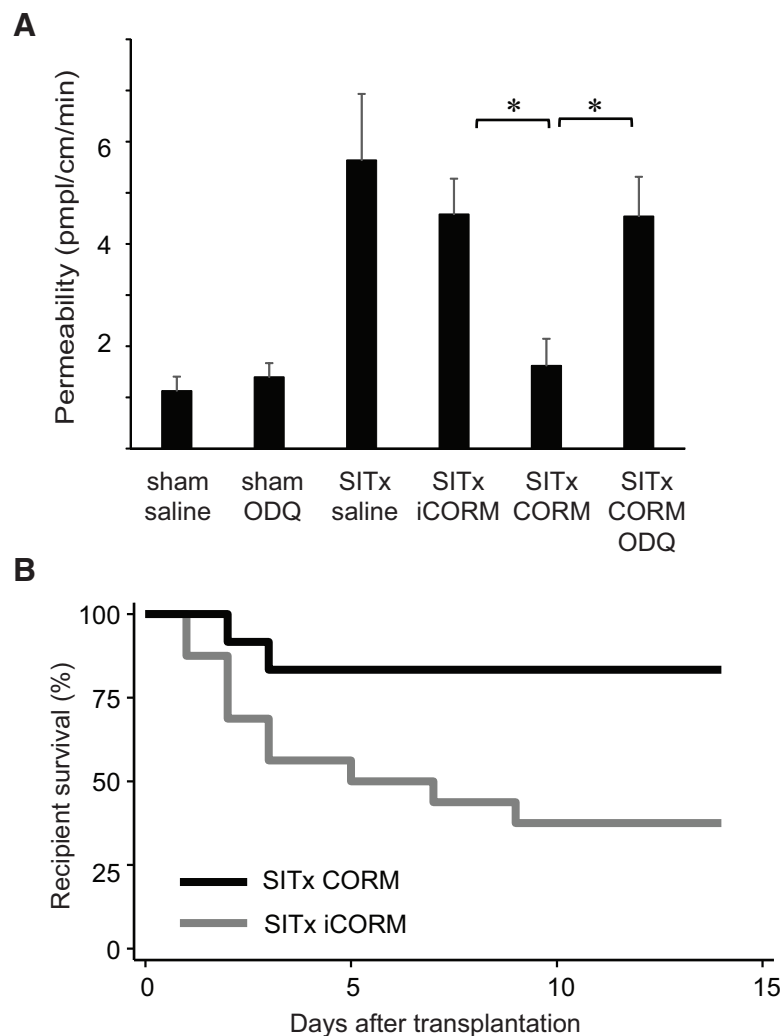 A
Permeability (pmpl/cm/min)
6
4
2
* *
sham saline
sham ODQ
SITx saline
SITx iCORM
SITx CORM
SITx CORM ODQ
B
Recipient survival (%)
100
75
50
25
0
SITx CORM
SITx iCORM
0 5 10 15
Days after transplantation